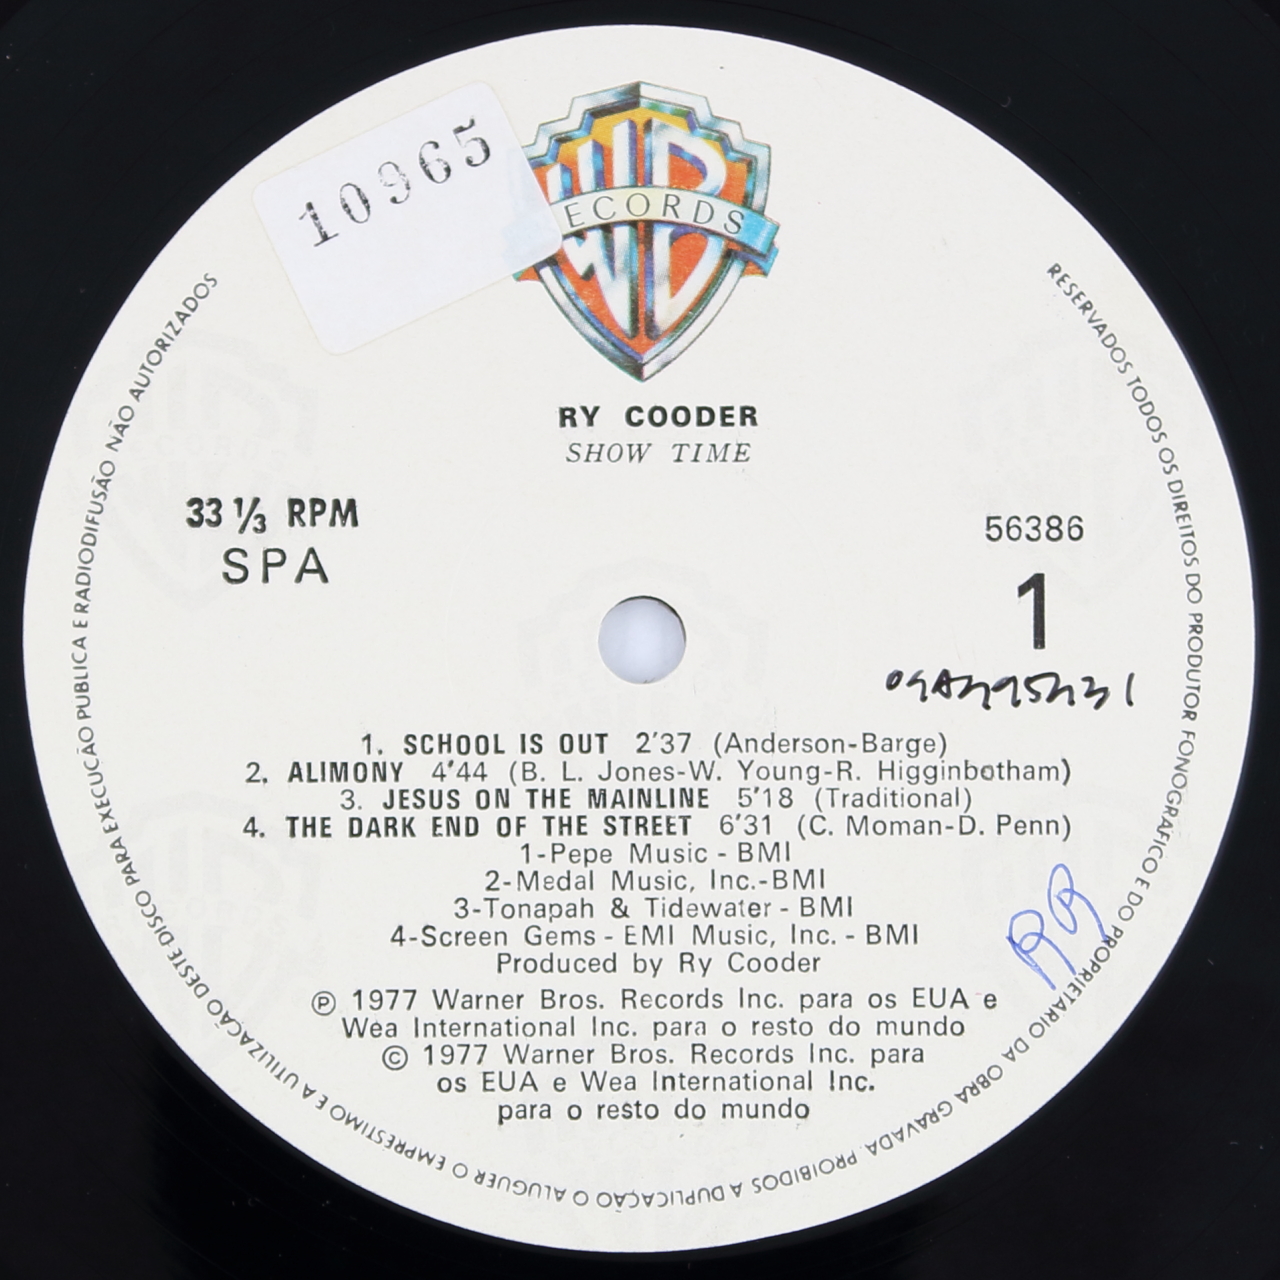 10965
WB
RECORDS
RY COODER
SHOW TIME
33 1/3 RPM
SPA
56386
1
1. SCHOOL IS OUT 2'37 (Anderson-Barge)
2. ALIMONY 4'44 (B. L. Jones-W. Young-R. Higginbotham)
3. JESUS ON THE MAINLINE 5'18 (Traditional)
4. THE DARK END OF THE STREET 6'31 (C. Moman-D. Penn)
1-Pepe Music - BMI
2-Medal Music, Inc.-BMI
3-Tonapah & Tidewater - BMI
4-Screen Gems - EMI Music, Inc. - BMI
Produced by Ry Cooder
Ⓟ 1977 Warner Bros. Records Inc. para os EUA e
Wea International Inc. para o resto do mundo
© 1977 Warner Bros. Records Inc. para
os EUA e Wea International Inc.
para o resto do mundo
RESERVADOS TODOS OS DIREITOS DO PRODUTOR FONOGRAFICO E DO PROPRIETARIO DA OBRA GRAVADA. PROIBIDOS A DUPLICAÇÃO O ALUGUER O EMPRESTIMO E A UTILIZAÇÃO DESTE DISCO PARA EXECUÇÃO PUBLICA E RADIODIFUSÃO NÃO AUTORIZADOS